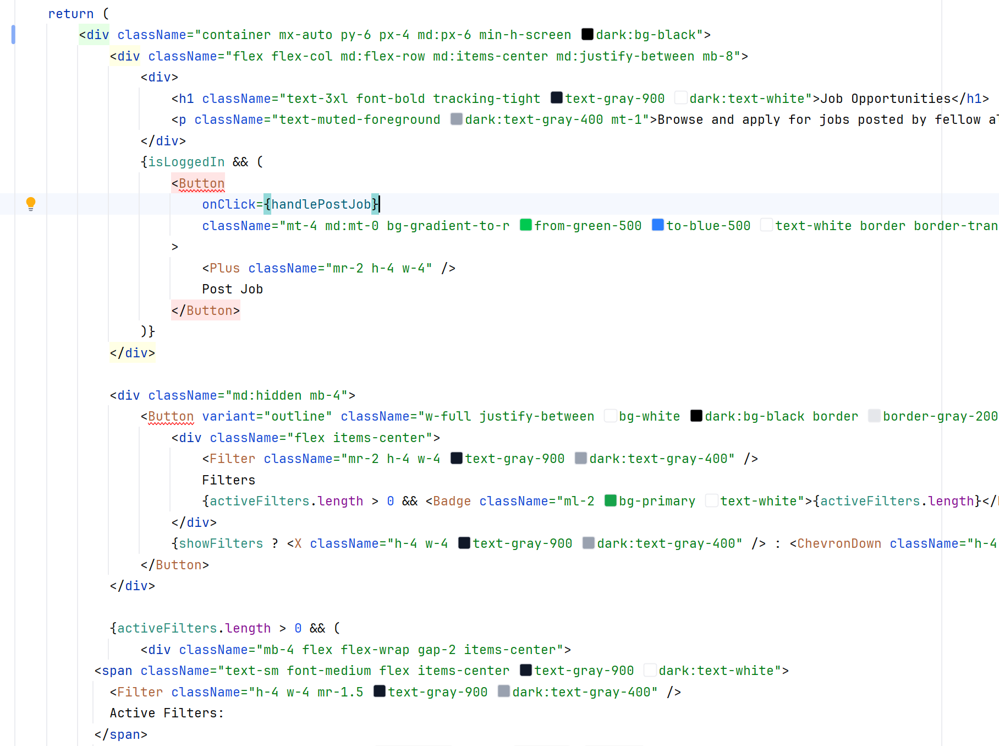 return (
<div className="container mx-auto py-6 px-4 md:px-6 min-h-screen dark:bg-black">
<div className="flex flex-col md:flex-row md:items-center md:justify-between mb-8">
<div>
<h1 className="text-3xl font-bold tracking-tight text-gray-900 dark:text-white">Job Opportunities</h1>
<p className="text-muted-foreground dark:text-gray-400 mt-1">Browse and apply for jobs posted by fellow al
</div>
{isLoggedIn && (
<Button
onClick={handlePostJob}
className="mt-4 md:mt-0 bg-gradient-to-r from-green-500 to-blue-500 text-white border border-tran
>
<Plus className="mr-2 h-4 w-4" />
Post Job
</Button>
)}
</div>
<div className="md:hidden mb-4">
<Button variant="outline" className="w-full justify-between bg-white dark:bg-black border border-gray-200
<div className="flex items-center">
<Filter className="mr-2 h-4 w-4 text-gray-900 dark:text-gray-400" />
Filters
{activeFilters.length > 0 && <Badge className="ml-2 bg-primary text-white">{activeFilters.length}</
</div>
{showFilters ? <X className="h-4 w-4 text-gray-900 dark:text-gray-400" /> : <ChevronDown className="h-4
</Button>
</div>
{activeFilters.length > 0 && (
<div className="mb-4 flex flex-wrap gap-2 items-center">
<span className="text-sm font-medium flex items-center text-gray-900 dark:text-white">
<Filter className="h-4 w-4 mr-1.5 text-gray-900 dark:text-gray-400" />
Active Filters:
</span>